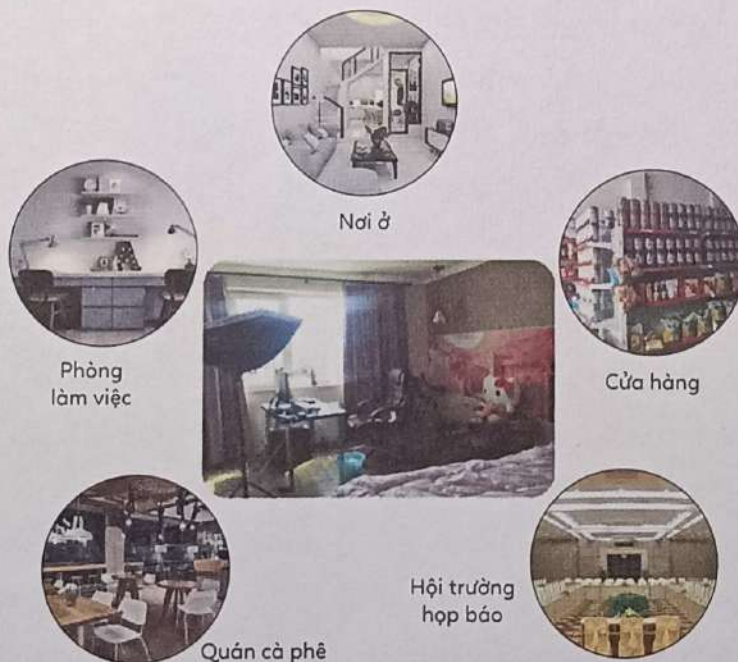 Nơi ở
Phòng
làm việc
Cửa hàng
Hội trường
họp báo
Quán cà phê